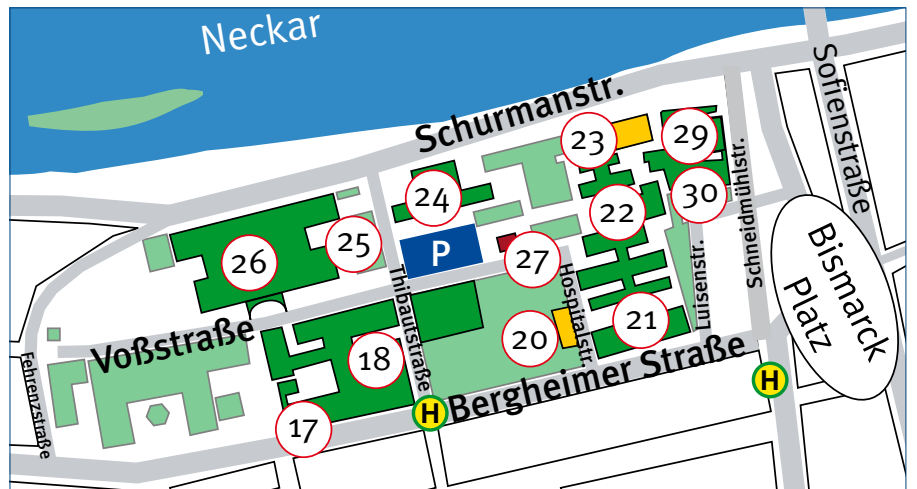 Neckar
Sofienstraße
Schurmanstr.
23
29
Schneidmühlstr.
24
30
22
25
P
26
27
Bismarck
Platz
Thibautstraße
Hospitalstr.
Luisenstr.
Voßstraße
20
21
18
Fehrenzstraße
Bergheimer Straße
H
H
17